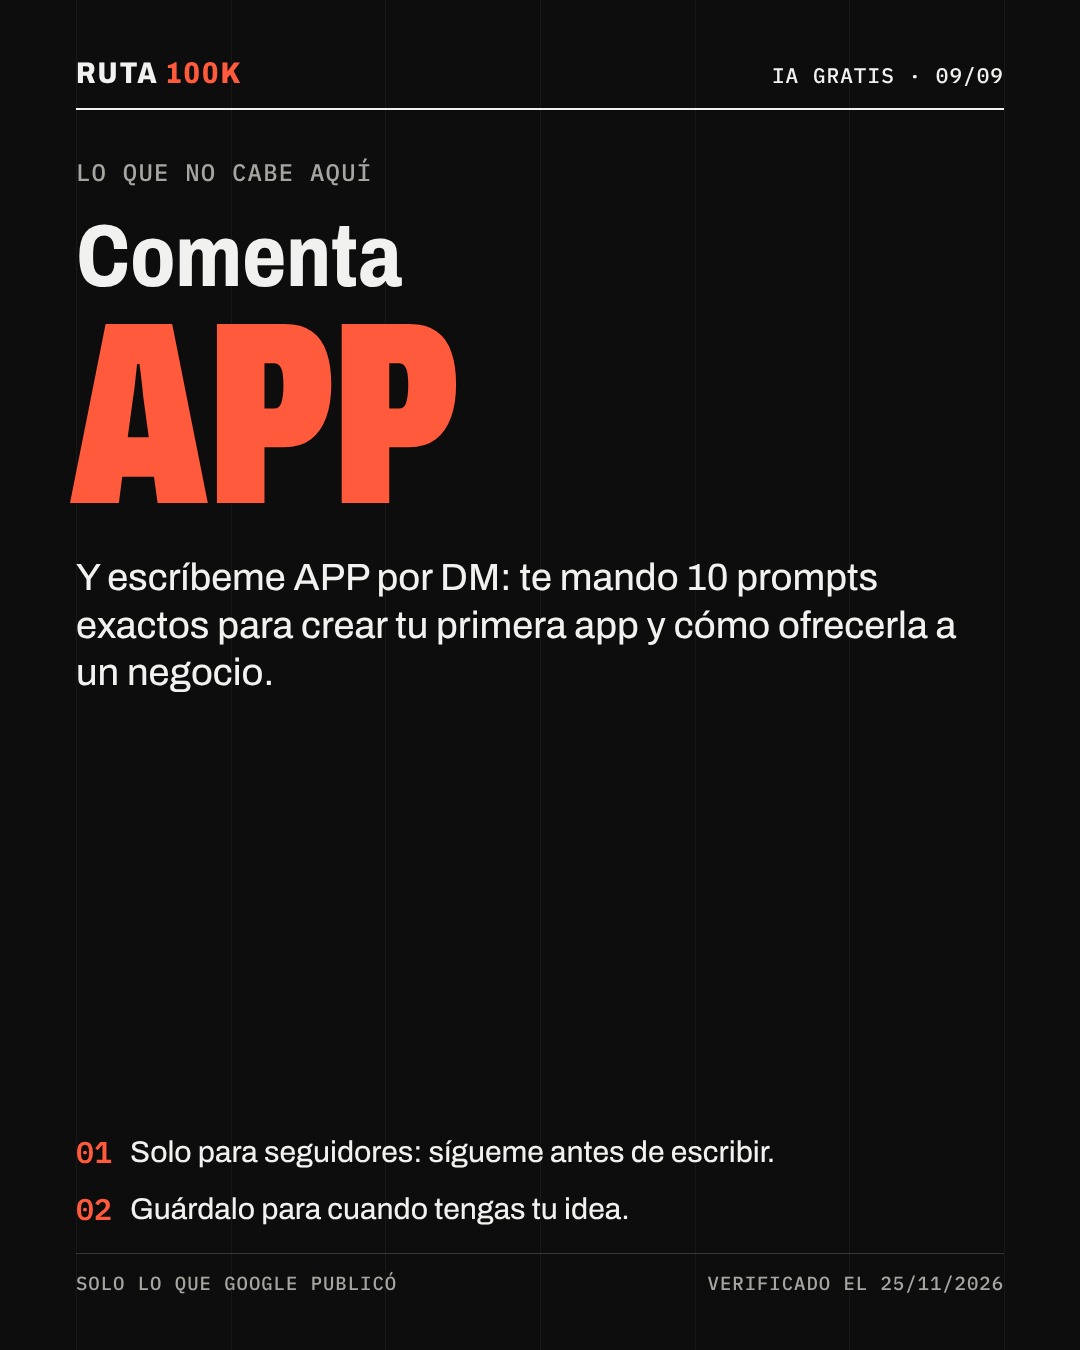 RUTA 100K
IA GRATIS · 09/09
LO QUE NO CABE AQUÍ
Comenta
APP
Y escríbeme APP por DM: te mando 10 prompts
exactos para crear tu primera app y cómo ofrecerla a
un negocio.
01 Solo para seguidores: sígueme antes de escribir.
02 Guárdalo para cuando tengas tu idea.
SOLO LO QUE GOOGLE PUBLICÓ
VERIFICADO EL 25/11/2026